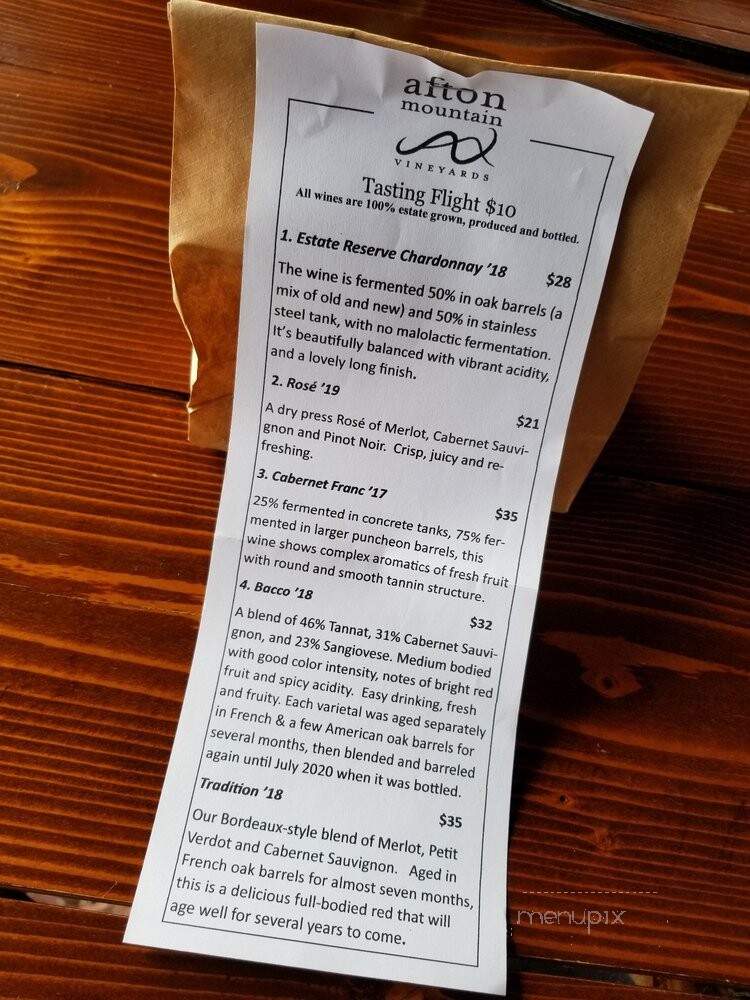 afton
mountain
VINEYARDS
Tasting Flight $10
All wines are 100% estate grown, produced and bottled.
1. Estate Reserve Chardonnay '18 $28
The wine is fermented 50% in oak barrels (a
mix of old and new) and 50% in stainless
steel tank, with no malolactic fermentation.
It's beautifully balanced with vibrant acidity,
and a lovely long finish.
2. Rosé '19 $21
A dry press Rosé of Merlot, Cabernet Sauvi-
gnon and Pinot Noir. Crisp, juicy and re-
freshing.
3. Cabernet Franc '17 $35
25% fermented in concrete tanks, 75% fer-
mented in larger puncheon barrels, this
wine shows complex aromatics of fresh fruit
with round and smooth tannin structure.
4. Bacco '18 $32
A blend of 46% Tannat, 31% Cabernet Sauvi-
gnon, and 23% Sangiovese. Medium bodied
with good color intensity, notes of bright red
fruit and spicy acidity. Easy drinking, fresh
and fruity. Each varietal was aged separately
in French & a few American oak barrels for
several months, then blended and barreled
again until July 2020 when it was bottled.
Tradition '18 $35
Our Bordeaux-style blend of Merlot, Petit
Verdot and Cabernet Sauvignon. Aged in
French oak barrels for almost seven months,
this is a delicious full-bodied red that will
age well for several years to come.
menupix